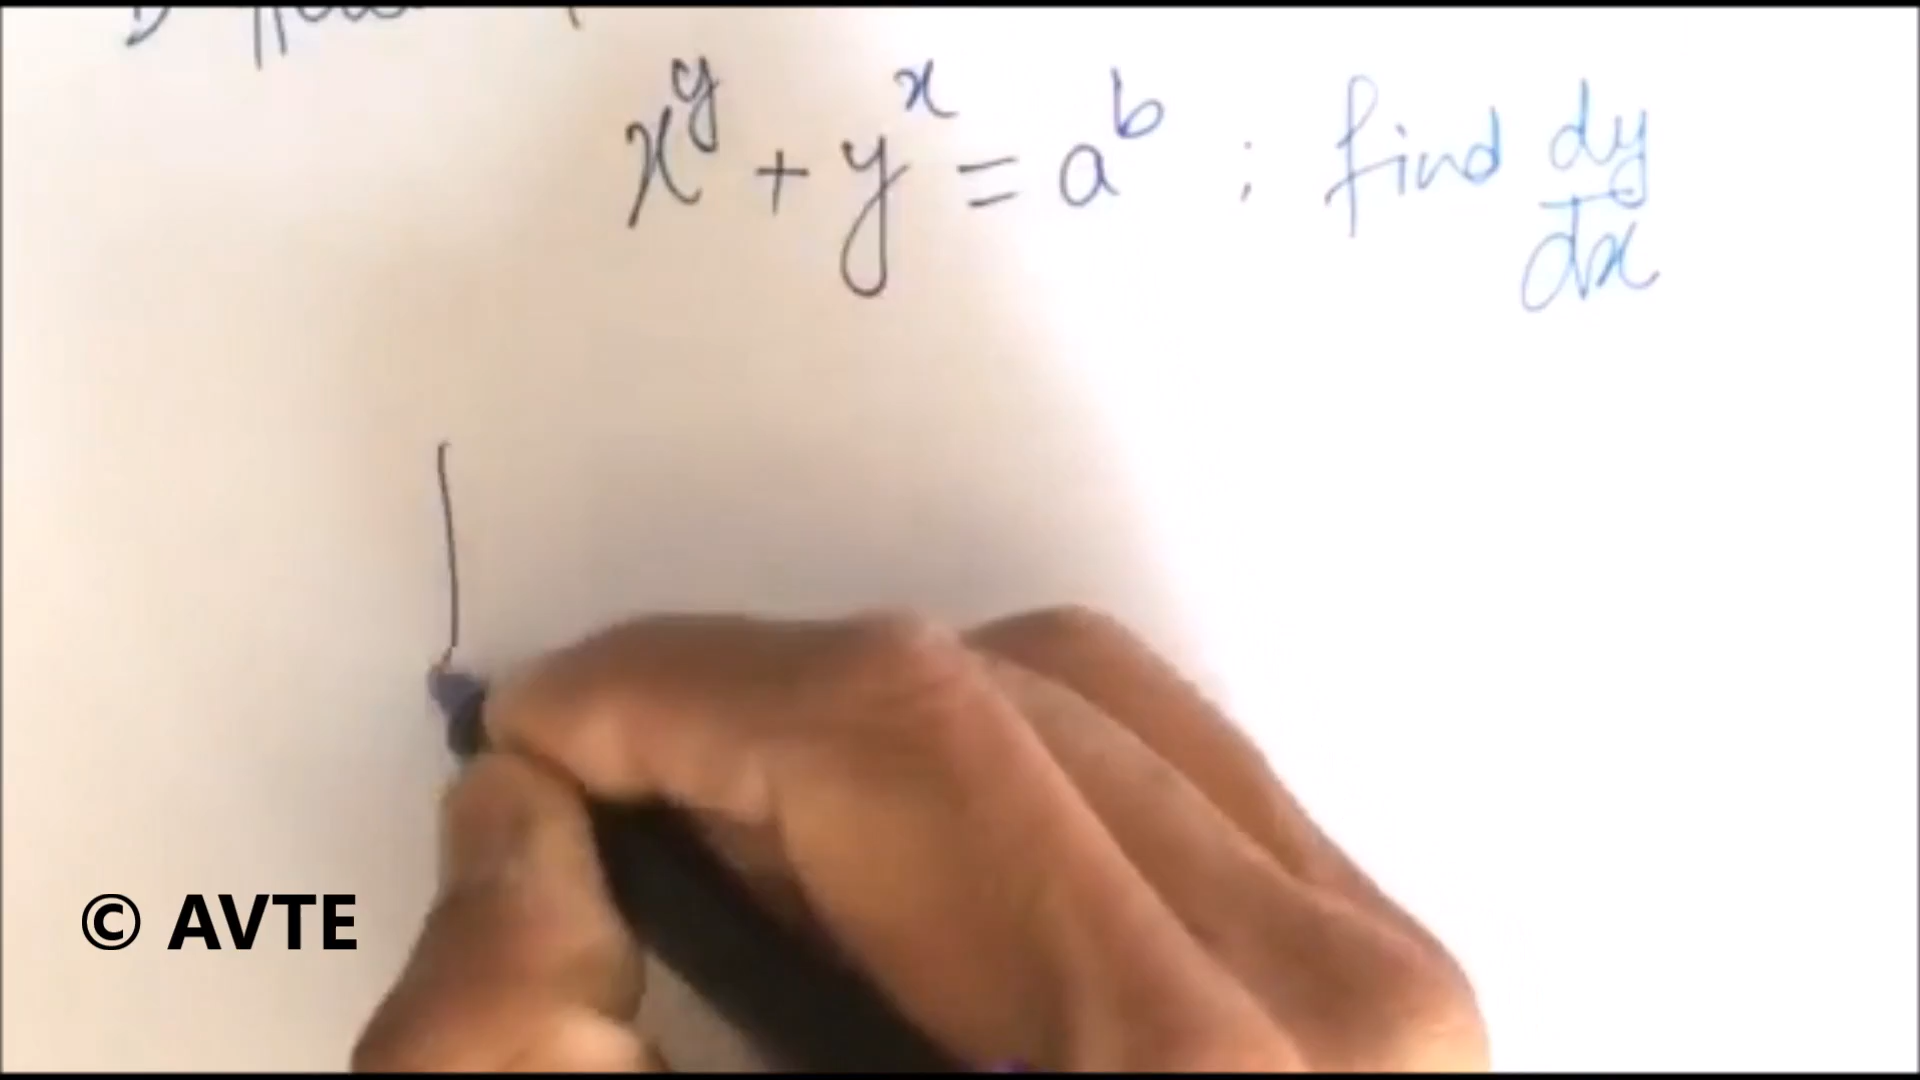 x^y + y^x = a^b ; find dy/dx
© AVTE